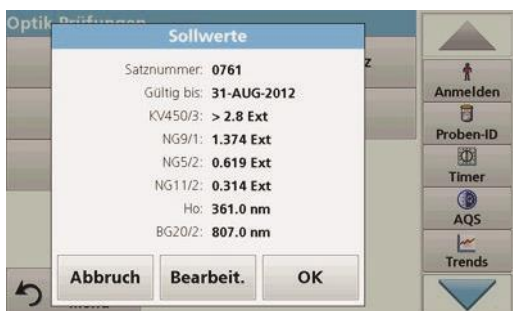 Optik Prüfungen
Sollwerte
Satznummer: 0761
Gültig bis: 31-AUG-2012
KV450/3: > 2.8 Ext
NG9/1: 1.374 Ext
NG5/2: 0.619 Ext
NG11/2: 0.314 Ext
Ho: 361.0 nm
BG20/2: 807.0 nm
Abbruch
Bearbeit.
OK
z
Anmelden
Proben-ID
Timer
AQS
Trends